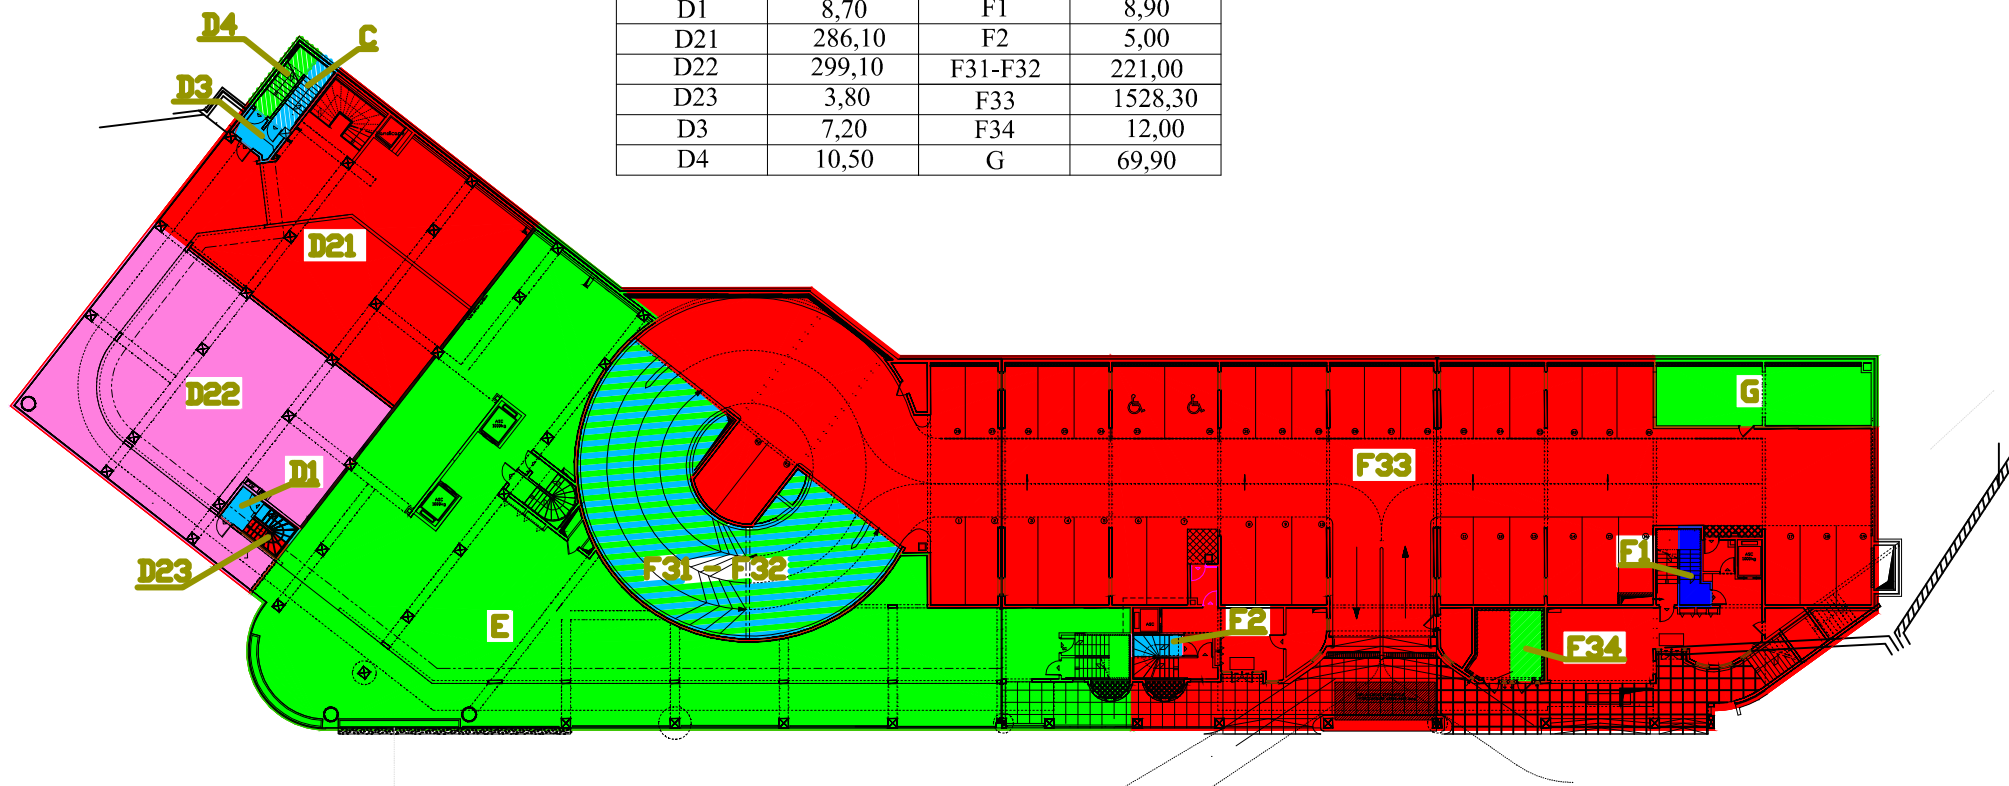 D1 8,70 F1 8,90
D21 286,10 F2 5,00
D22 299,10 F31-F32 221,00
D23 3,80 F33 1528,30
D3 7,20 F34 12,00
D4 10,50 G 69,90
D4
C
D3
D21
D22
D1
D23
E
F31 - F32
F33
G
F1
F2
F34